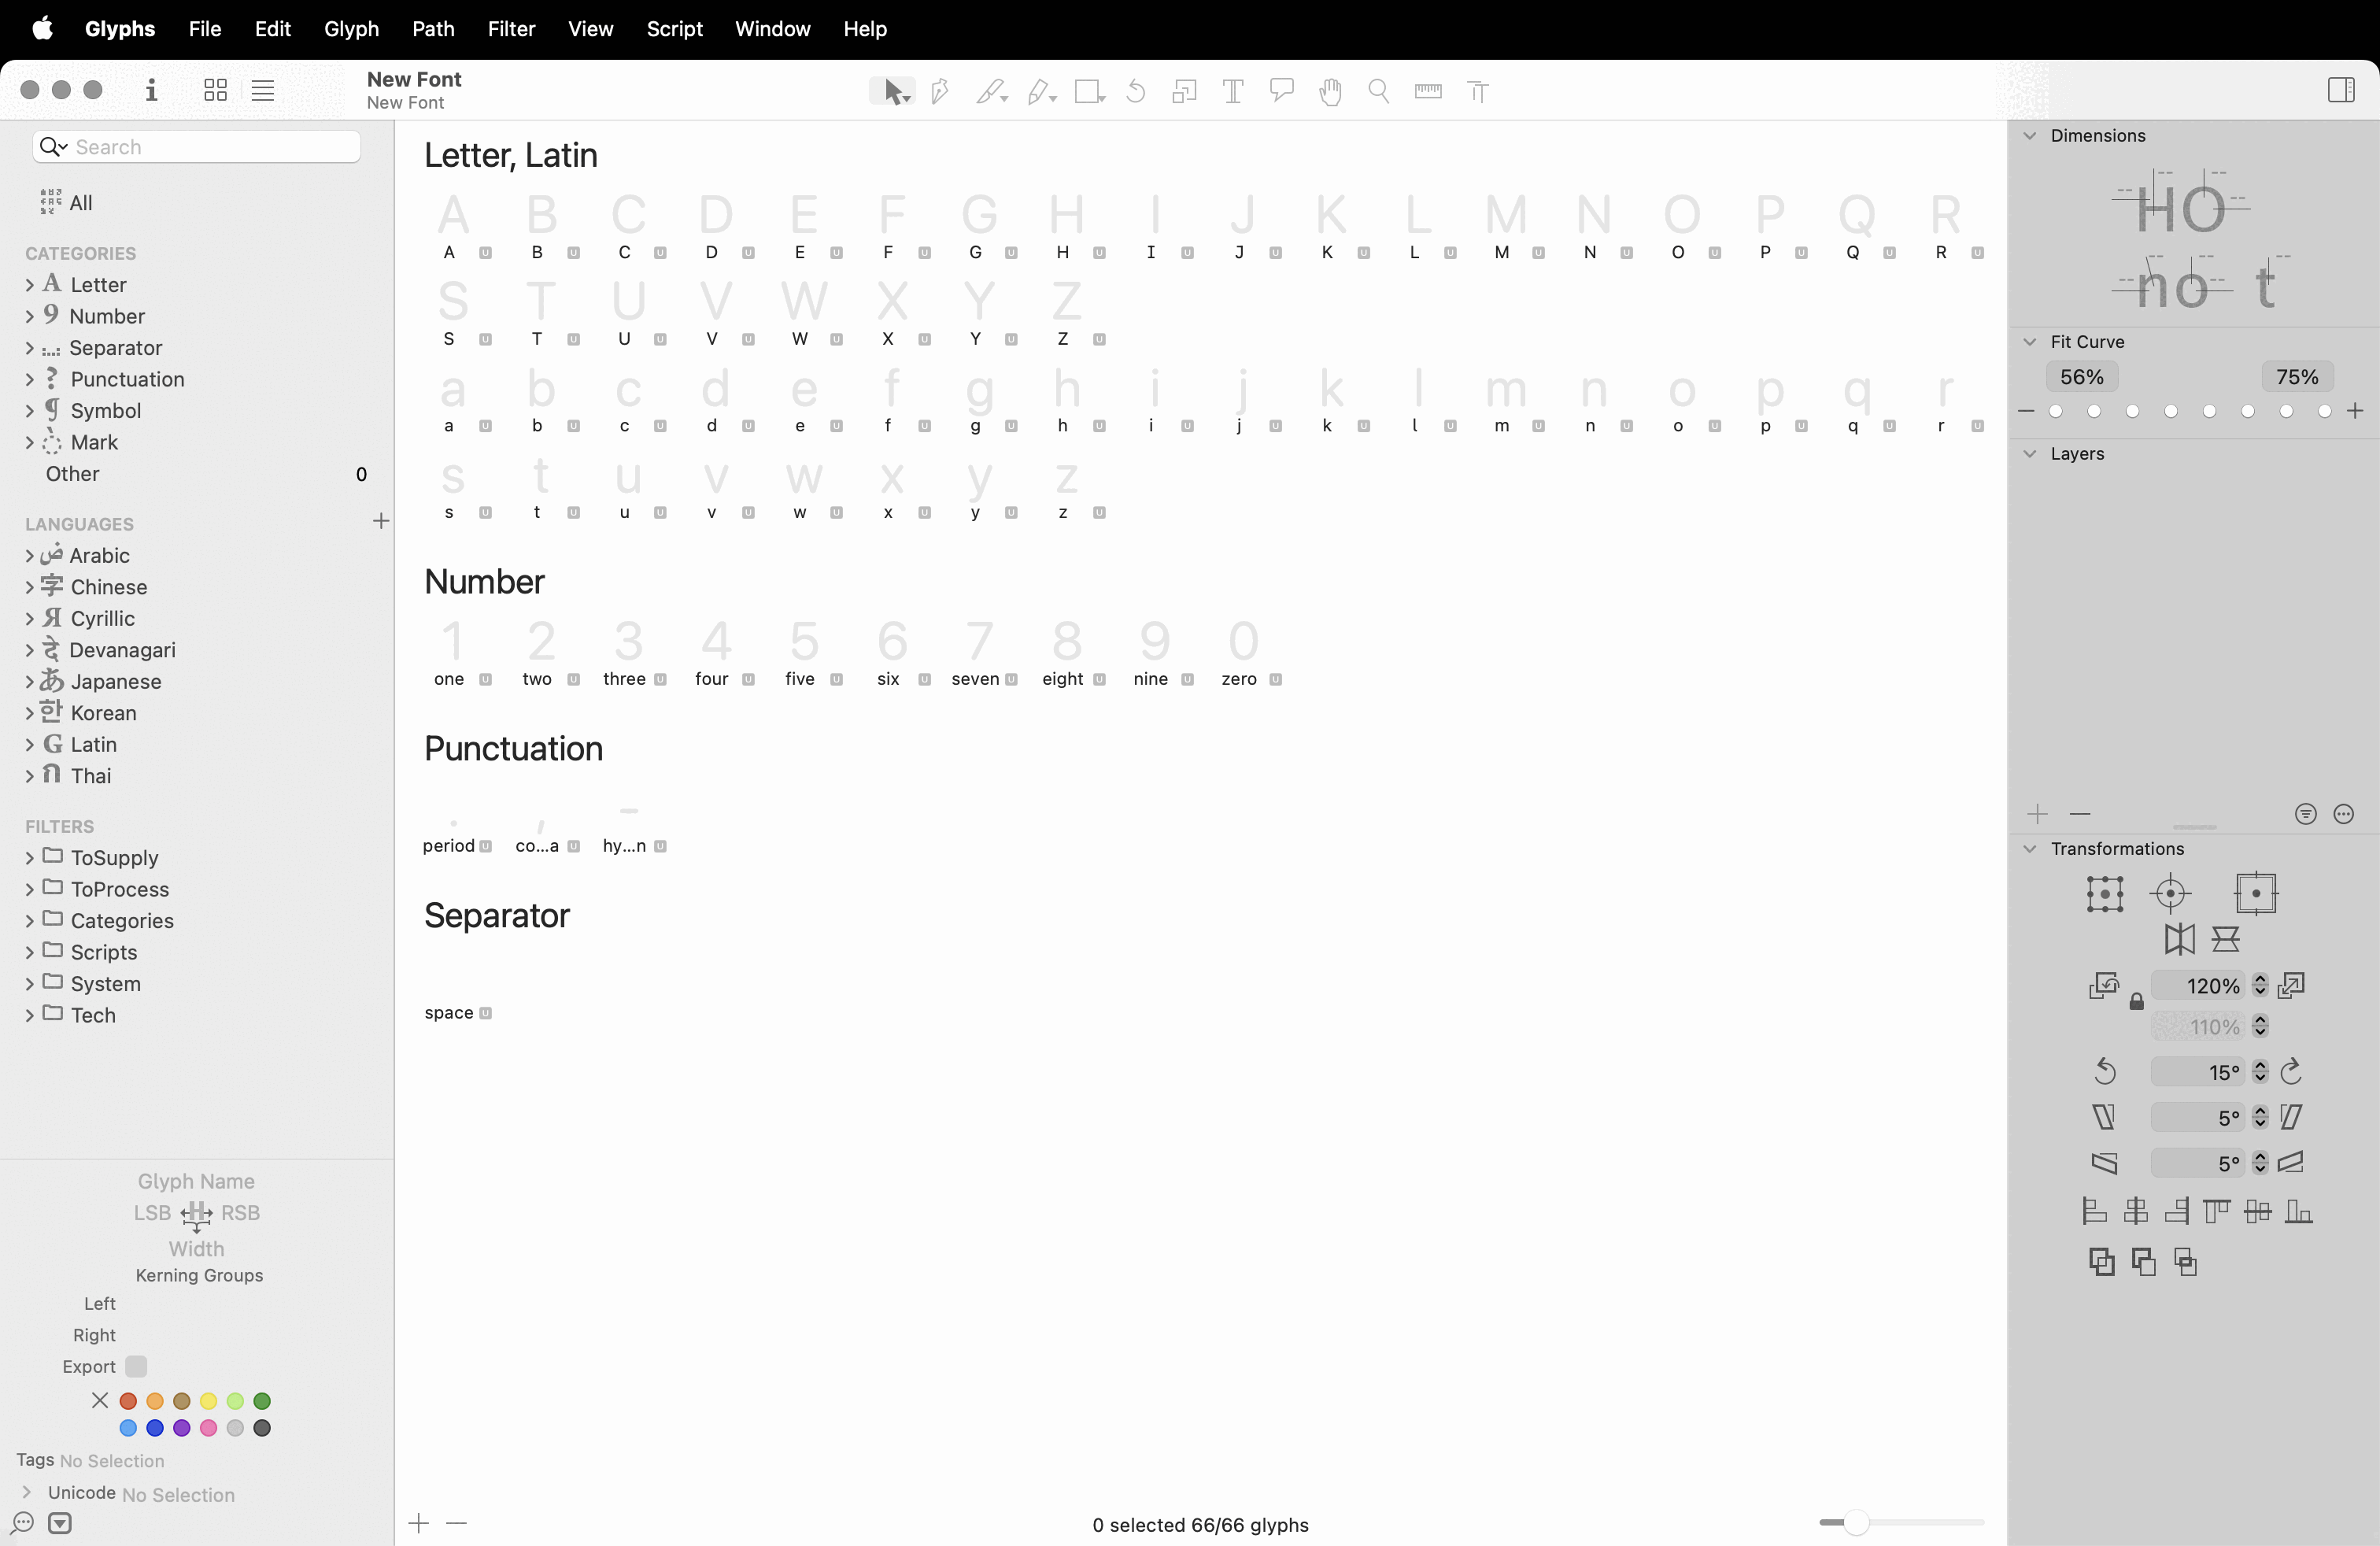 Glyphs File Edit Glyph Path Filter View Script Window Help
New Font
New Font
Search
All
CATEGORIES
Letter
Number
Separator
Punctuation
Symbol
Mark
Other 0
LANGUAGES
Arabic
Chinese
Cyrillic
Devanagari
Japanese
Korean
Latin
Thai
FILTERS
ToSupply
ToProcess
Categories
Scripts
System
Tech
Glyph Name
LSB H RSB
Width
Kerning Groups
Left
Right
Export
Tags No Selection
Unicode No Selection
Letter, Latin
A B C D E F G H I J K L M N O P Q R
A B C D E F G H I J K L M N O P Q R
S T U V W X Y Z
S T U V W X Y Z
a b c d e f g h i j k l m n o p q r
a b c d e f g h i j k l m n o p q r
s t u v w x y z
s t u v w x y z
Number
1 2 3 4 5 6 7 8 9 0
one two three four five six seven eight nine zero
Punctuation
. , -
period co...a hy...n
Separator
space
0 selected 66/66 glyphs
Dimensions
HO
no t
Fit Curve
56% 75%
Layers
Transformations
120%
110%
15°
5°
5°